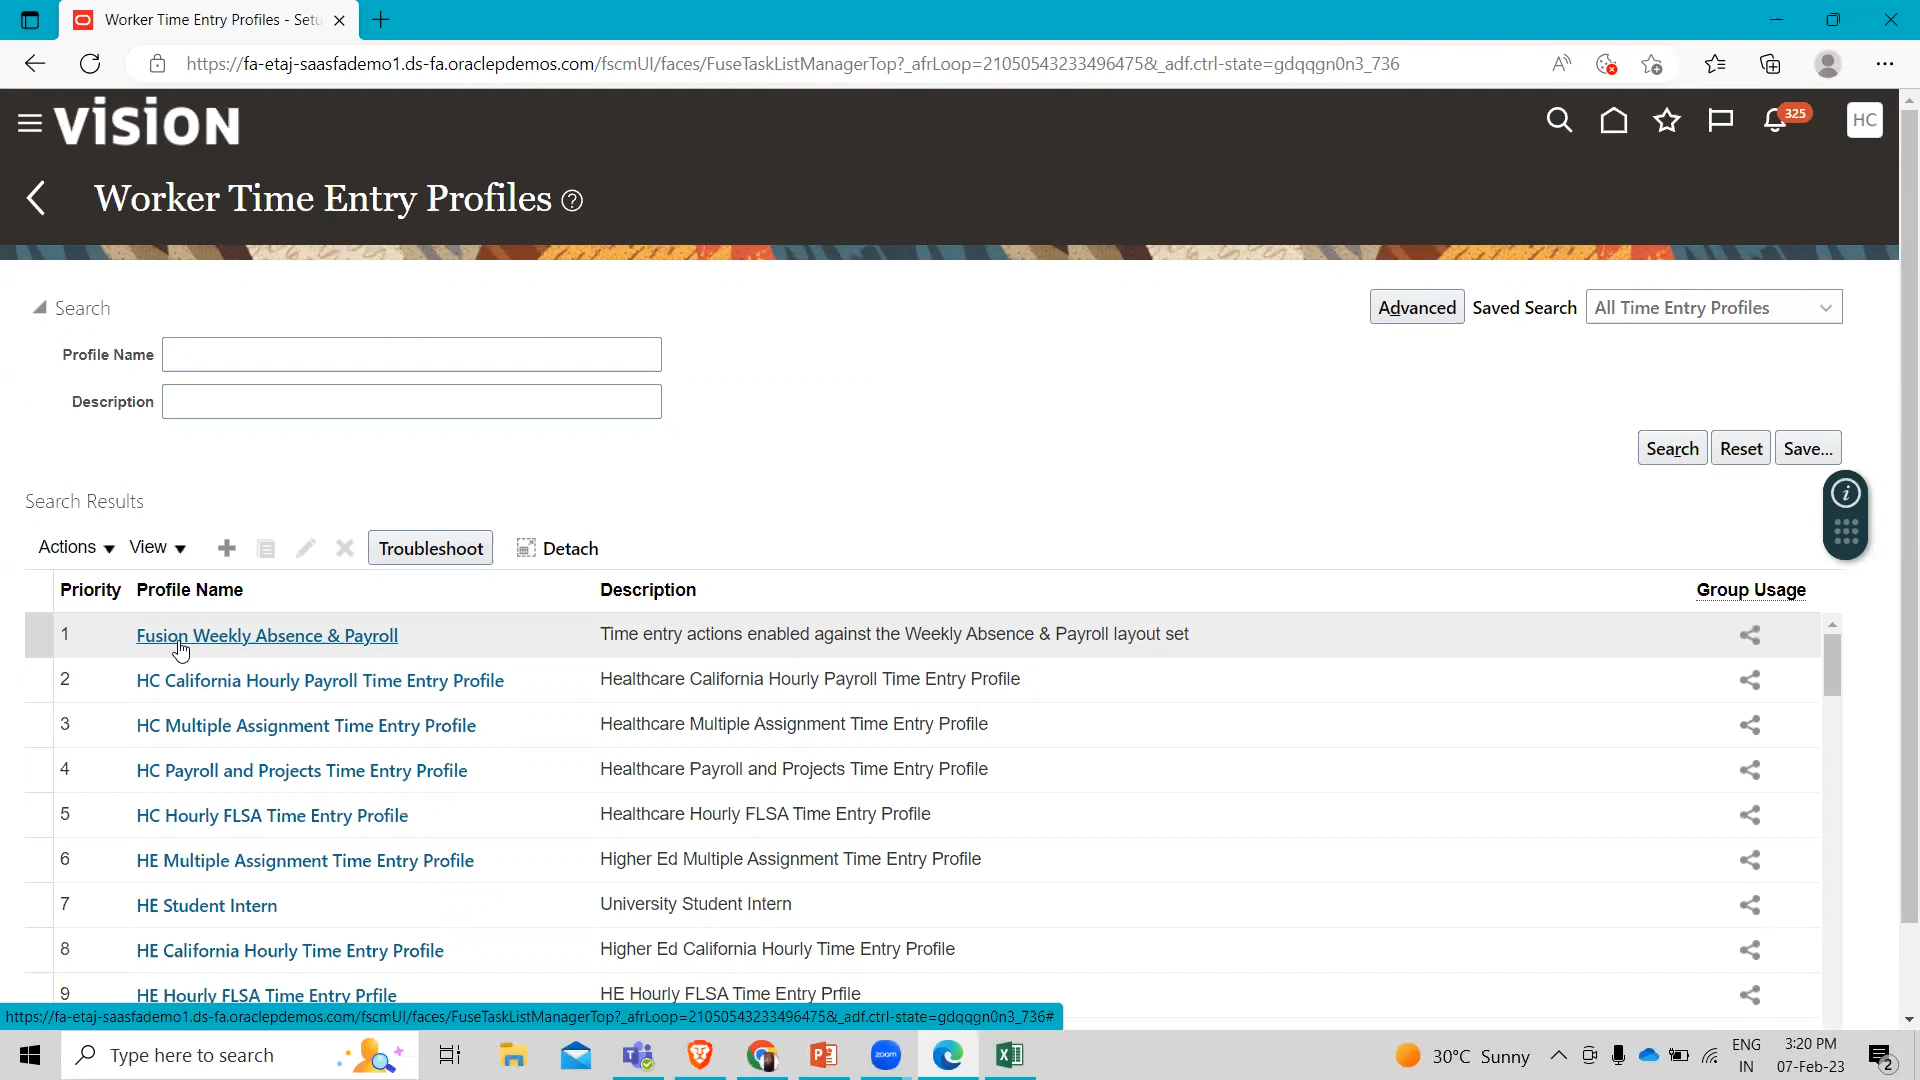 Worker Time Entry Profiles - Setu
https://fa-etaj-saasfademo1.ds-fa.oraclepdemos.com/fscmUI/faces/FuseTaskListManagerTop?_afrLoop=2105054323349647​5&_adf.ctrl-state=gdqqgn0n3_736
vision
325
HC
Worker Time Entry Profiles
Search
Advanced Saved Search All Time Entry Profiles
Profile Name
Description
Search Reset Save...
Search Results
Actions View Troubleshoot Detach
Priority Profile Name Description Group Usage
1 Fusion Weekly Absence & Payroll Time entry actions enabled against the Weekly Absence & Payroll layout set
2 HC California Hourly Payroll Time Entry Profile Healthcare California Hourly Payroll Time Entry Profile
3 HC Multiple Assignment Time Entry Profile Healthcare Multiple Assignment Time Entry Profile
4 HC Payroll and Projects Time Entry Profile Healthcare Payroll and Projects Time Entry Profile
5 HC Hourly FLSA Time Entry Profile Healthcare Hourly FLSA Time Entry Profile
6 HE Multiple Assignment Time Entry Profile Higher Ed Multiple Assignment Time Entry Profile
7 HE Student Intern University Student Intern
8 HE California Hourly Time Entry Profile Higher Ed California Hourly Time Entry Profile
9 HE Hourly FLSA Time Entry Prfile HE Hourly FLSA Time Entry Prfile
https://fa-etaj-saasfademo1.ds-fa.oraclepdemos.com/fscmUI/faces/FuseTaskListManagerTop?_afrLoop=21050543233496475&_adf.ctrl-state=gdqqgn0n3_736#
Type here to search
zoom
30°C Sunny
ENG
IN
3:20 PM
07-Feb-23
2